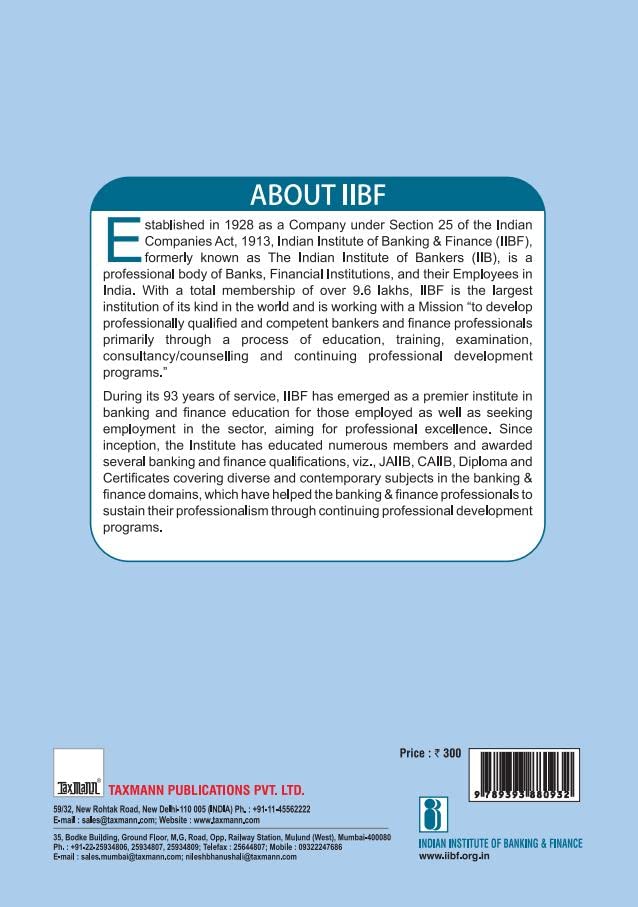 ABOUT IIBF
Established in 1928 as a Company under Section 25 of the Indian
Companies Act, 1913, Indian Institute of Banking & Finance (IIBF),
formerly known as The Indian Institute of Bankers (IIB), is a
professional body of Banks, Financial Institutions, and their Employees in
India. With a total membership of over 9.6 lakhs, IIBF is the largest
institution of its kind in the world and is working with a Mission “to develop
professionally qualified and competent bankers and finance professionals
primarily through a process of education, training, examination,
consultancy/counselling and continuing professional development
programs.”
During its 93 years of service, IIBF has emerged as a premier institute in
banking and finance education for those employed as well as seeking
employment in the sector, aiming for professional excellence. Since
inception, the Institute has educated numerous members and awarded
several banking and finance qualifications, viz., JAIIB, CAIIB, Diploma and
Certificates covering diverse and contemporary subjects in the banking &
finance domains, which have helped the banking & finance professionals to
sustain their professionalism through continuing professional development
programs.
Price : ₹ 300
9 789393 880932
Taxmann®
TAXMANN PUBLICATIONS PVT. LTD.
59/32, New Rohtak Road, New Delhi-110 005 (INDIA) Ph. : +91-11-45562222
E-mail : sales@taxmann.com; Website : www.taxmann.com
35, Bodke Building, Ground Floor, M.G. Road, Opp. Railway Station, Mulund (West), Mumbai-400080
Ph. : +91-22-25934806, 25934807, 25934809; Telefax : 25644807; Mobile : 09322247686
E-mail : sales.mumbai@taxmann.com; nileshbhanushali@taxmann.com
INDIAN INSTITUTE OF BANKING & FINANCE
www.iibf.org.in